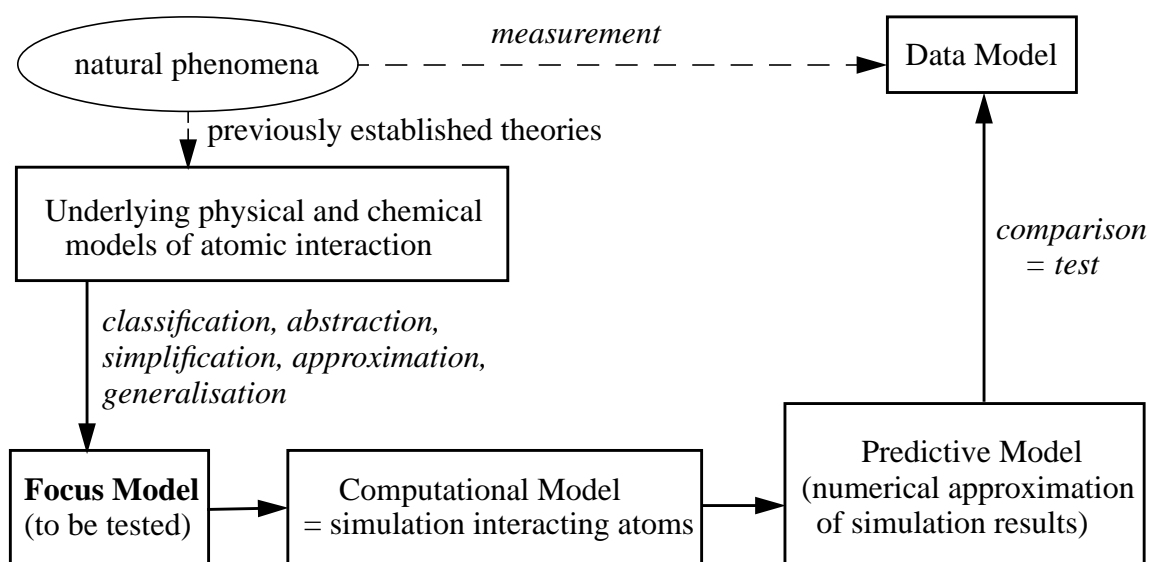 natural phenomena
measurement
Data Model
previously established theories
Underlying physical and chemical
models of atomic interaction
comparison
= test
classification, abstraction,
simplification, approximation,
generalisation
Focus Model
(to be tested)
Computational Model
= simulation interacting atoms
Predictive Model
(numerical approximation
of simulation results)